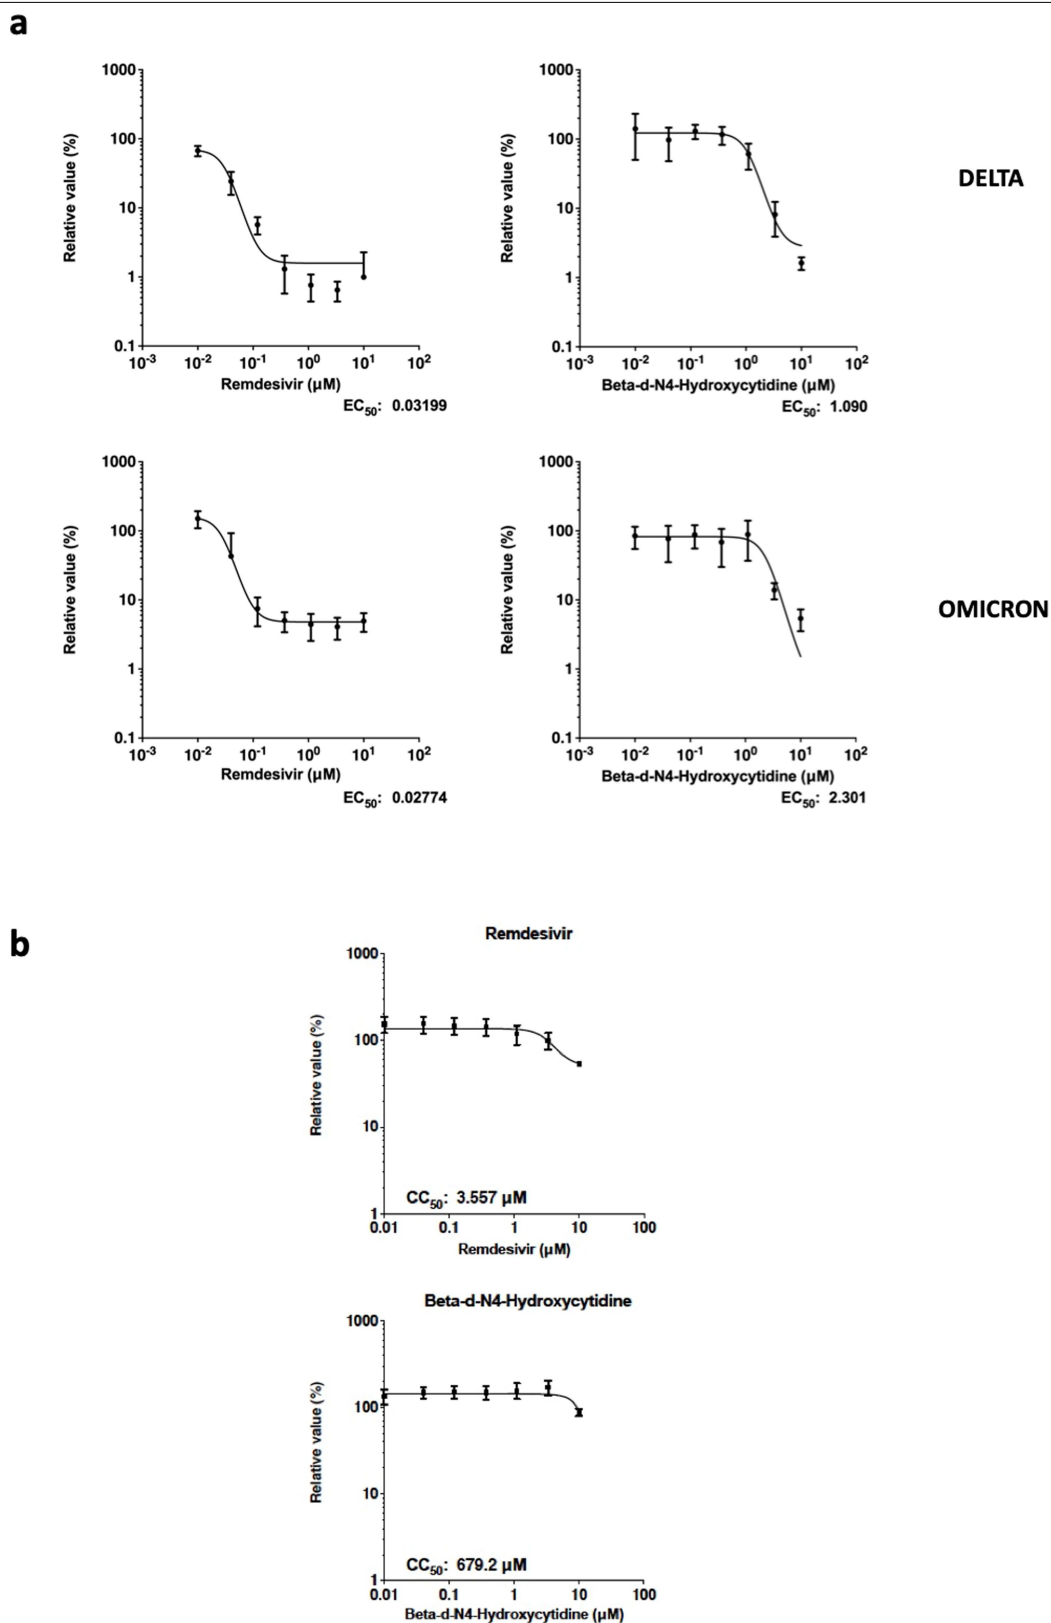 a
1000
100
10
1
0.1
Relative value (%)
10-3 10-2 10-1 100 101 102
Remdesivir (µM)
EC50: 0.03199
1000
100
10
1
0.1
Relative value (%)
10-3 10-2 10-1 100 101 102
Beta-d-N4-Hydroxycytidine (µM)
EC50: 1.090
DELTA
1000
100
10
1
0.1
Relative value (%)
10-3 10-2 10-1 100 101 102
Remdesivir (µM)
EC50: 0.02774
1000
100
10
1
0.1
Relative value (%)
10-3 10-2 10-1 100 101 102
Beta-d-N4-Hydroxycytidine (µM)
EC50: 2.301
OMICRON
b
Remdesivir
1000
100
10
1
Relative value (%)
CC50: 3.557 µM
0.01 0.1 1 10 100
Remdesivir (µM)
Beta-d-N4-Hydroxycytidine
1000
100
10
1
Relative value (%)
CC50: 679.2 µM
0.01 0.1 1 10 100
Beta-d-N4-Hydroxycytidine (µM)